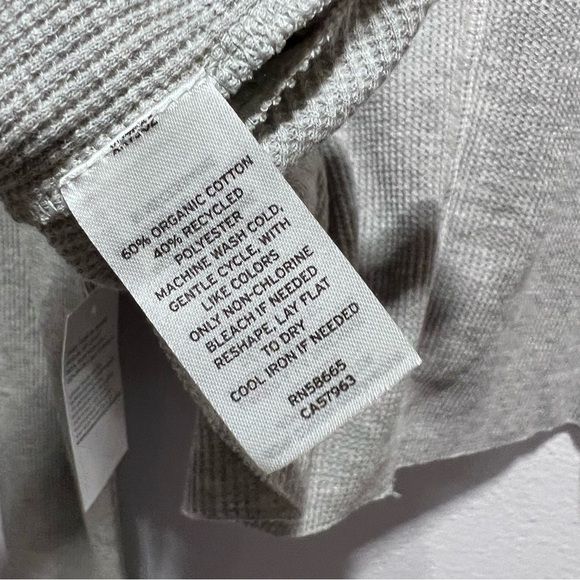 60% ORGANIC COTTON
40% RECYCLED
POLYESTER
MACHINE WASH COLD,
GENTLE CYCLE, WITH
LIKE COLORS
ONLY NON-CHLORINE
BLEACH IF NEEDED
RESHAPE, LAY FLAT
TO DRY
COOL IRON IF NEEDED
RN58665
CA57963